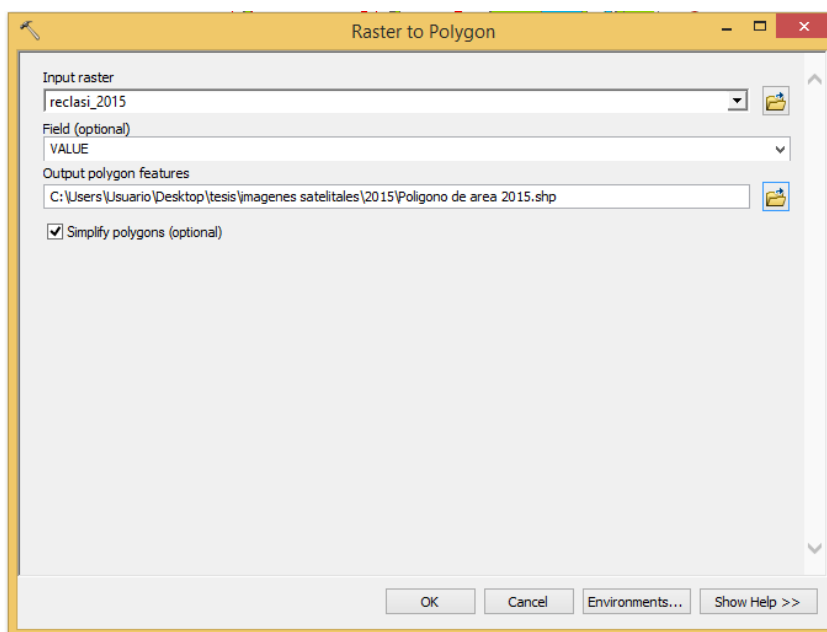 Raster to Polygon
Input raster
reclasi_2015
Field (optional)
VALUE
Output polygon features
C:\Users\Usuario\Desktop\tesis\imagenes satelitales\2015\Poligono de area 2015.shp
Simplify polygons (optional)
OK Cancel Environments... Show Help >>